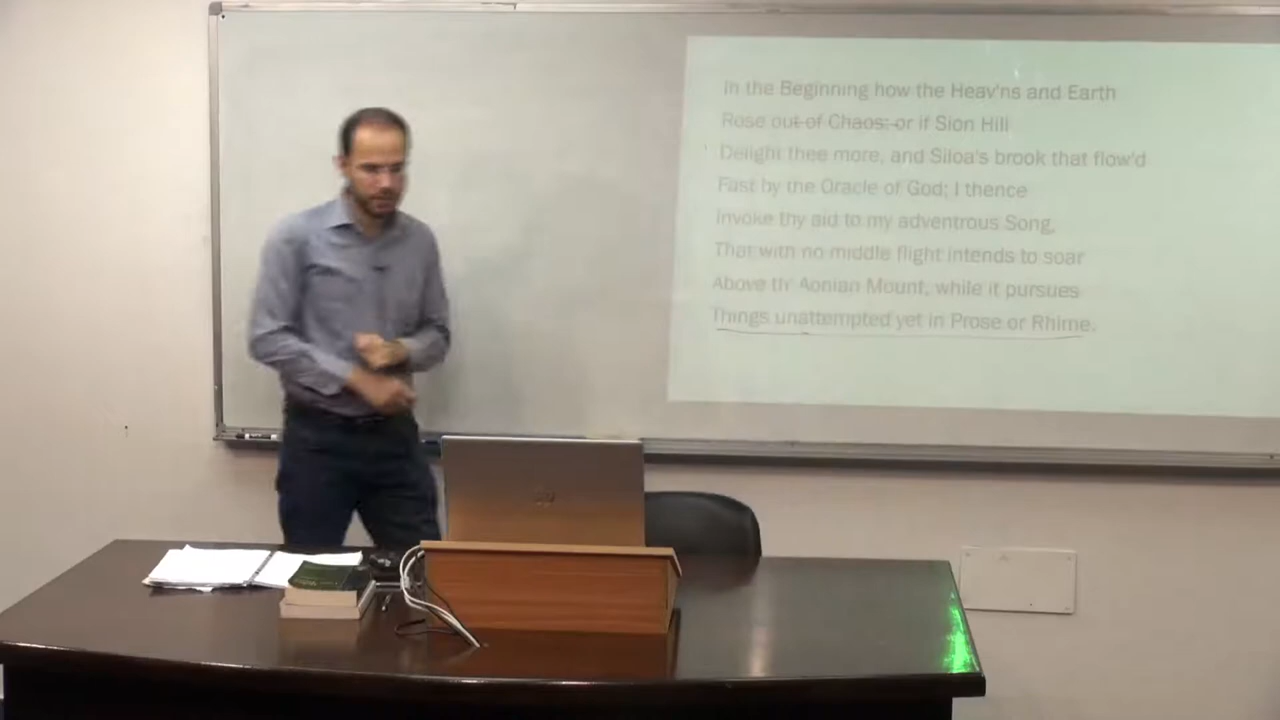 In the Beginning how the Heav'ns and Earth
Rose out of Chaos: or if Sion Hill
Delight thee more, and Siloa's brook that flow'd
Fast by the Oracle of God; I thence
Invoke thy aid to my adventrous Song,
That with no middle flight intends to soar
Above th' Aonian Mount, while it pursues
Things unattempted yet in Prose or Rhime.
hp